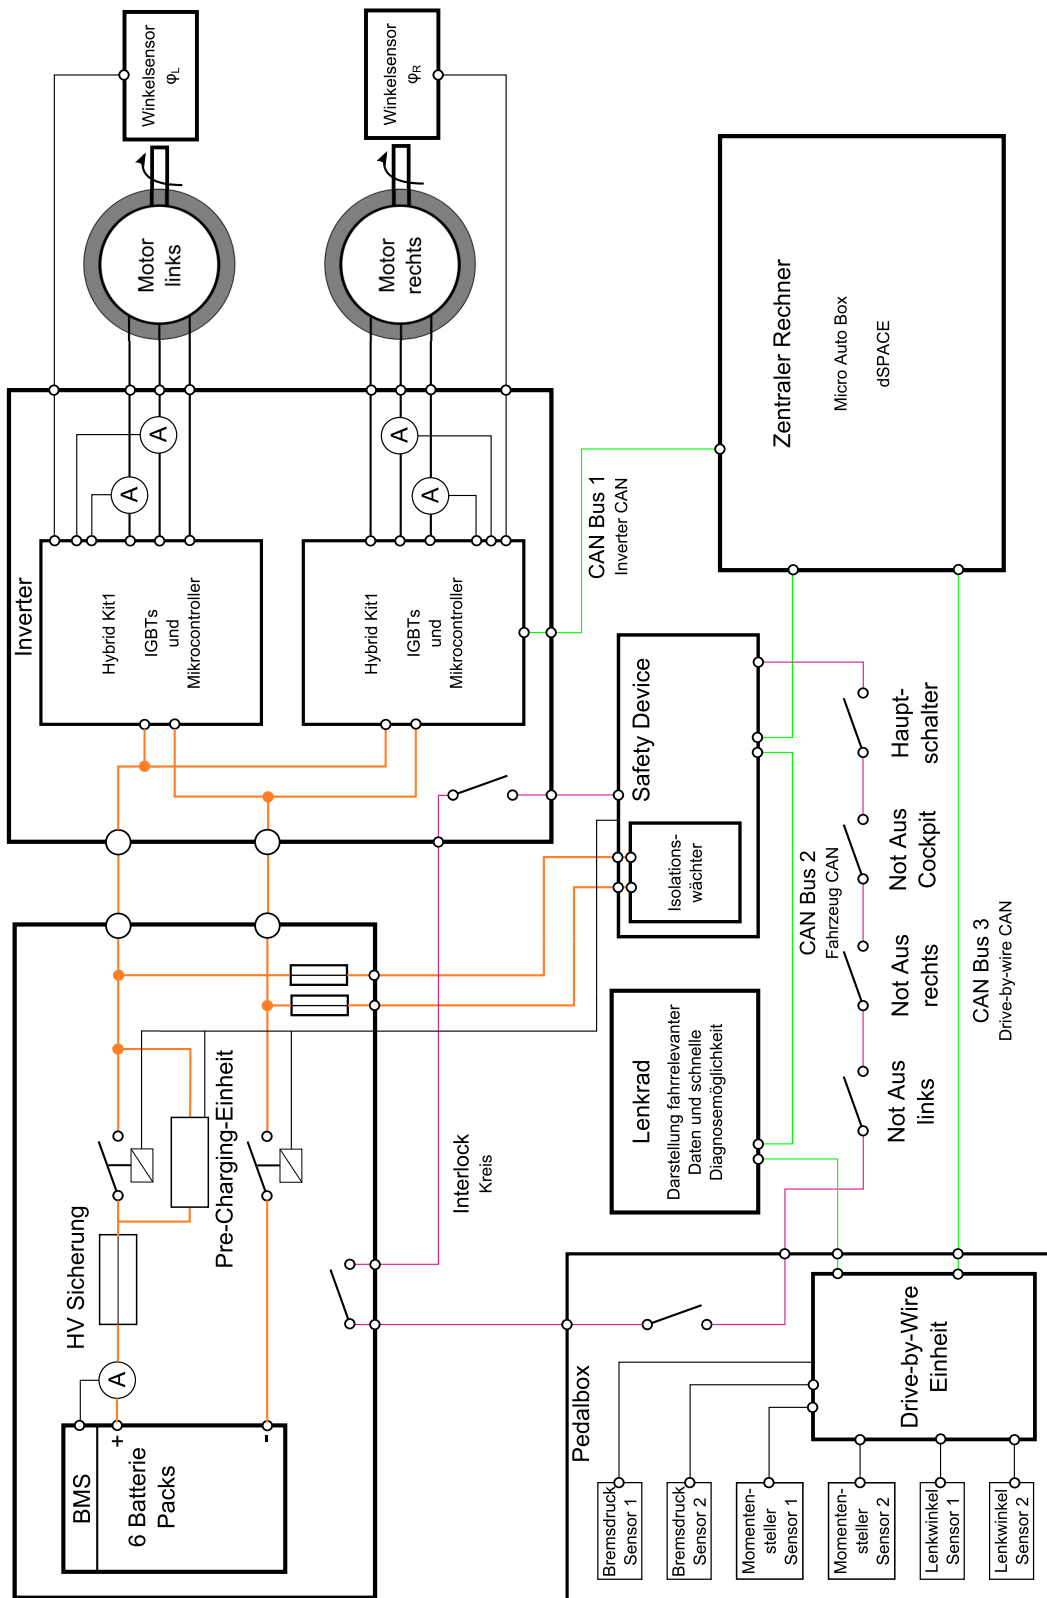 Winkelsensor
φL
Winkelsensor
φR
Motor
links
Motor
rechts
Zentraler Rechner
Micro Auto Box
dSPACE
A
A
A
A
CAN Bus 1
Inverter CAN
Inverter
Hybrid Kit1
IGBTs
und
Mikrocontroller
Hybrid Kit1
IGBTs
und
Mikrocontroller
Safety Device
Isolations-
wächter
Haupt-
schalter
Not Aus
Cockpit
Not Aus
rechts
Not Aus
links
CAN Bus 2
Fahrzeug CAN
CAN Bus 3
Drive-by-wire CAN
Lenkrad
Darstellung fahrrelevanter
Daten und schnelle
Diagnosemöglichkeit
Interlock
Kreis
Pre-Charging-Einheit
HV Sicherung
A
BMS
+
-
6 Batterie
Packs
Pedalbox
Drive-by-Wire
Einheit
Bremsdruck
Sensor 1
Bremsdruck
Sensor 2
Momenten-
steller
Sensor 1
Momenten-
steller
Sensor 2
Lenkwinkel
Sensor 1
Lenkwinkel
Sensor 2